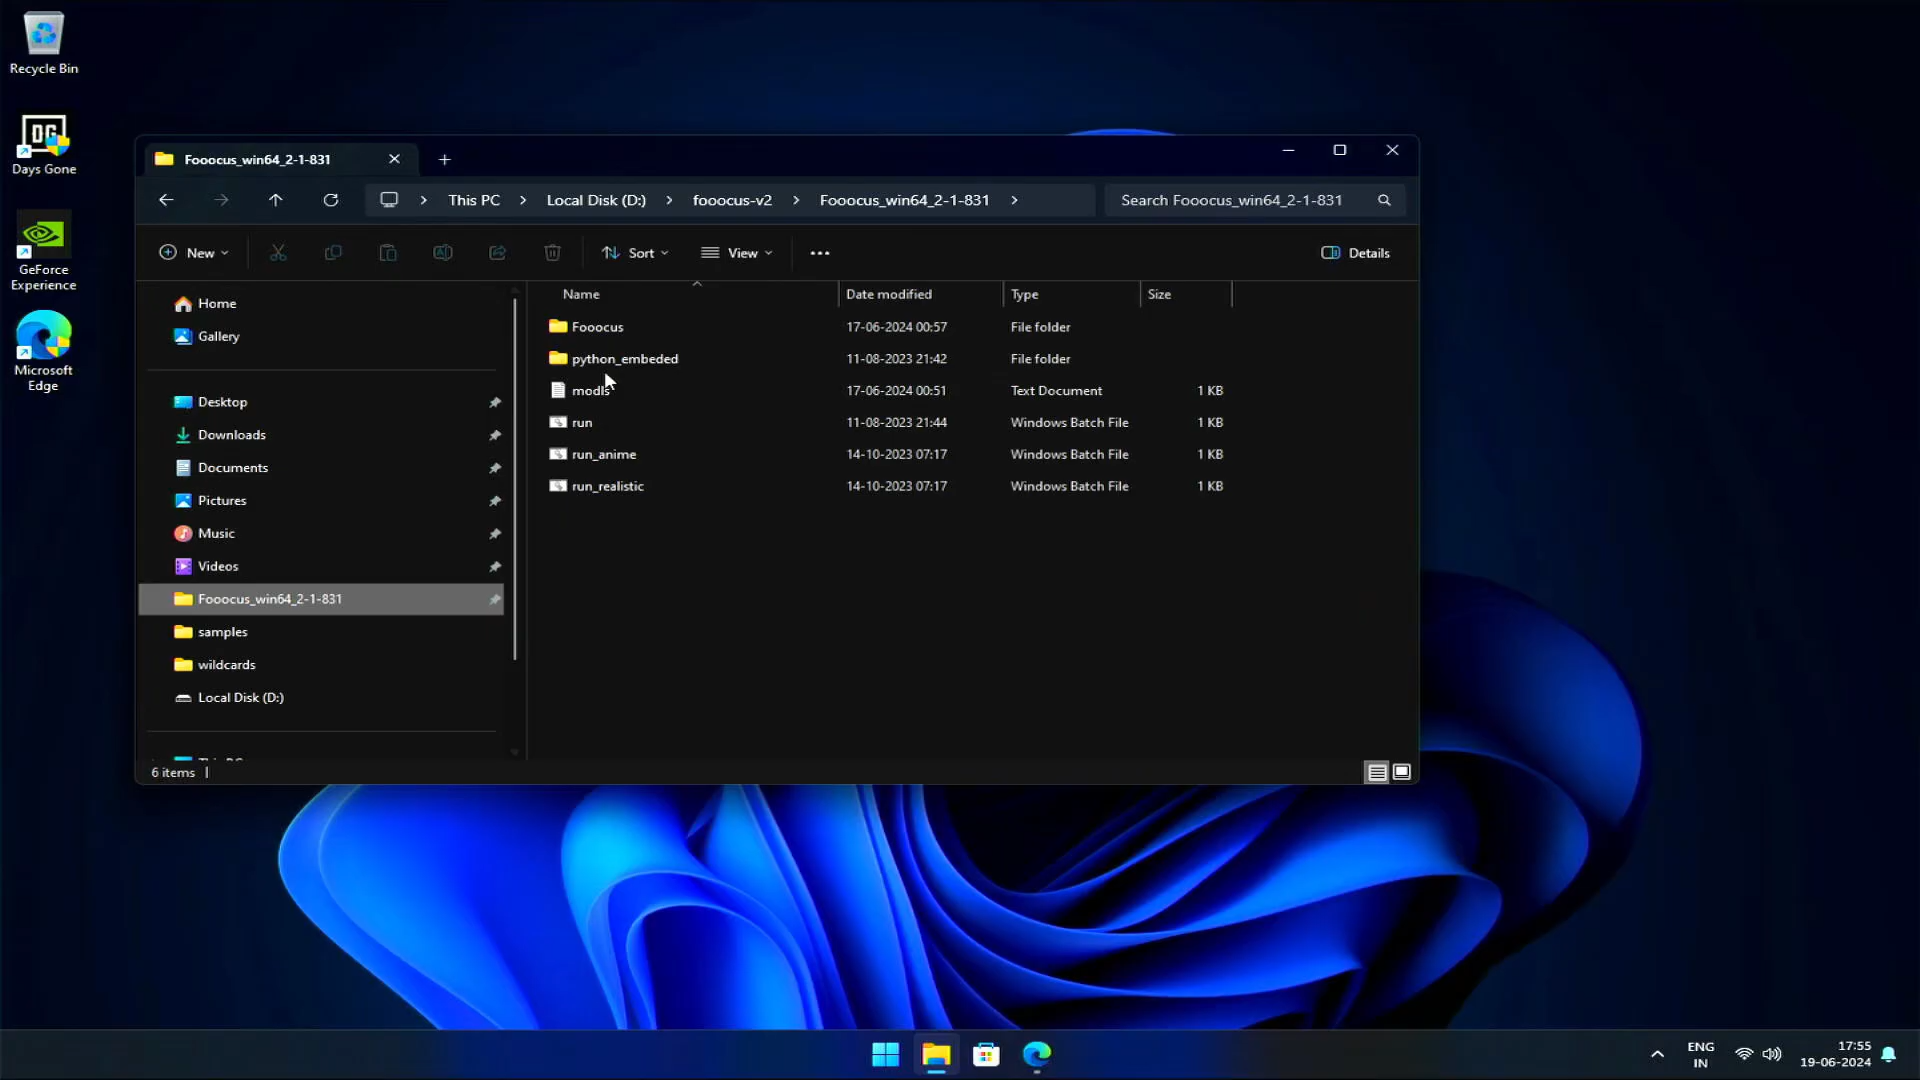 Recycle Bin
DG
Days Gone
GeForce
Experience
Microsoft
Edge
Fooocus_win64_2-1-831
This PC
Local Disk (D:)
fooocus-v2
Fooocus_win64_2-1-831
Search Fooocus_win64_2-1-831
New
Sort
View
Details
Home
Gallery
Desktop
Downloads
Documents
Pictures
Music
Videos
Fooocus_win64_2-1-831
samples
wildcards
Local Disk (D:)
Name Date modified Type Size
Fooocus 17-06-2024 00:57 File folder
python_embeded 11-08-2023 21:42 File folder
modls 17-06-2024 00:51 Text Document 1 KB
run 11-08-2023 21:44 Windows Batch File 1 KB
run_anime 14-10-2023 07:17 Windows Batch File 1 KB
run_realistic 14-10-2023 07:17 Windows Batch File 1 KB
6 items
ENG
IN
17:55
19-06-2024